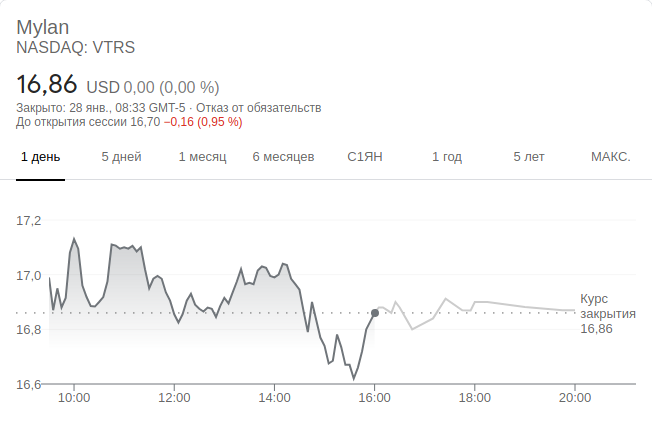 Mylan
NASDAQ: VTRS
16,86 USD 0,00 (0,00 %)
Закрыто: 28 янв., 08:33 GMT-5 · Отказ от обязательств
До открытия сессии 16,70 −0,16 (0,95 %)
1 день 5 дней 1 месяц 6 месяцев С1ЯН 1 год 5 лет МАКС.
17,2
17,0
Курс
закрытия
16,86
16,8
16,6
10:00 12:00 14:00 16:00 18:00 20:00